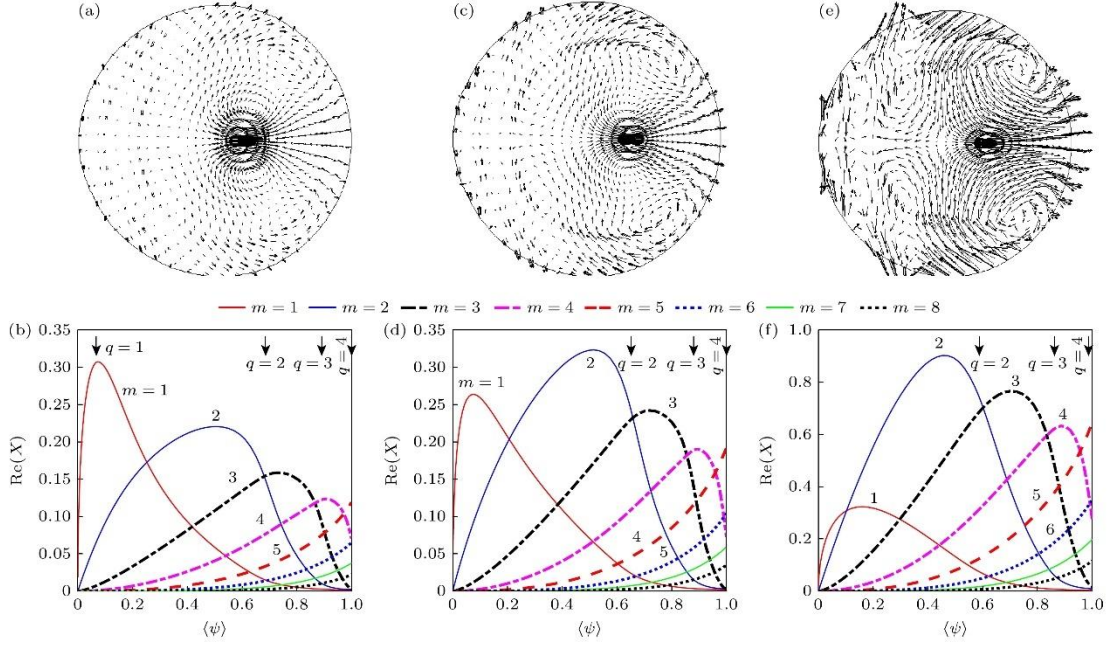 (a)
(c)
(e)
m = 1 m = 2 m = 3 m = 4 m = 5 m = 6 m = 7 m = 8
(b)
0.35
0.30
0.25
0.20
0.15
0.10
0.05
0
Re(X)
q = 1
q = 2
q = 3
q = 4
m = 1
2
3
4
5
0 0.2 0.4 0.6 0.8 1.0
⟨ψ⟩
(d)
0.35
0.30
0.25
0.20
0.15
0.10
0.05
0
Re(X)
q = 2
q = 3
q = 4
m = 1
2
3
4
5
0 0.2 0.4 0.6 0.8 1.0
⟨ψ⟩
(f)
1.0
0.8
0.6
0.4
0.2
0
Re(X)
q = 2
q = 3
q = 4
1
2
3
4
5
6
0 0.2 0.4 0.6 0.8 1.0
⟨ψ⟩